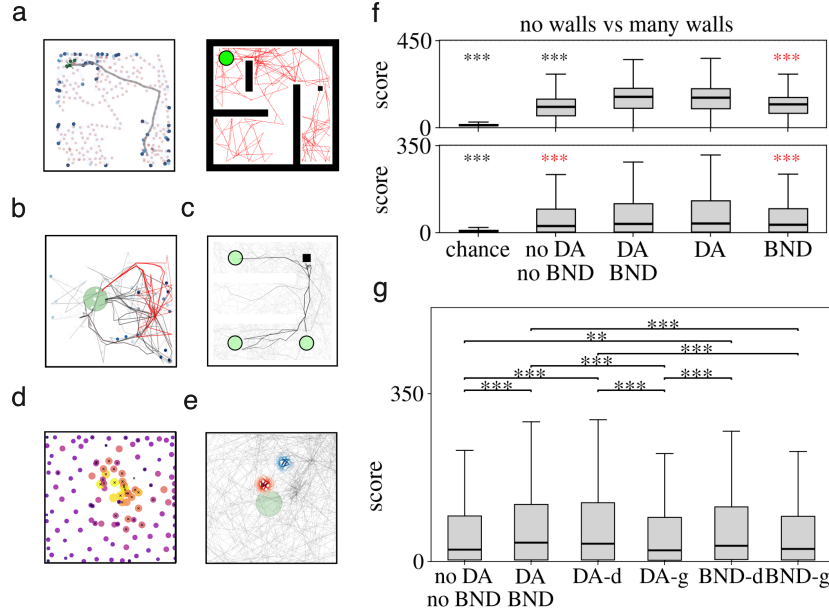 a
b
c
d
e
f
no walls vs many walls
450
score
0
***
***
***
350
score
0
***
***
***
chance
no DA
no BND
DA
BND
DA
BND
g
***
**
***
***
***
***
***
***
350
score
0
no DA
no BND
DA
BND
DA-d
DA-g
BND-d
BND-g